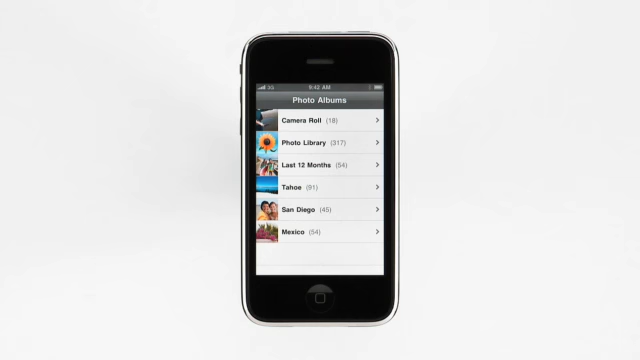 3G 9:42 AM
Photo Albums
Camera Roll (18)
Photo Library (317)
Last 12 Months (54)
Tahoe (91)
San Diego (45)
Mexico (54)